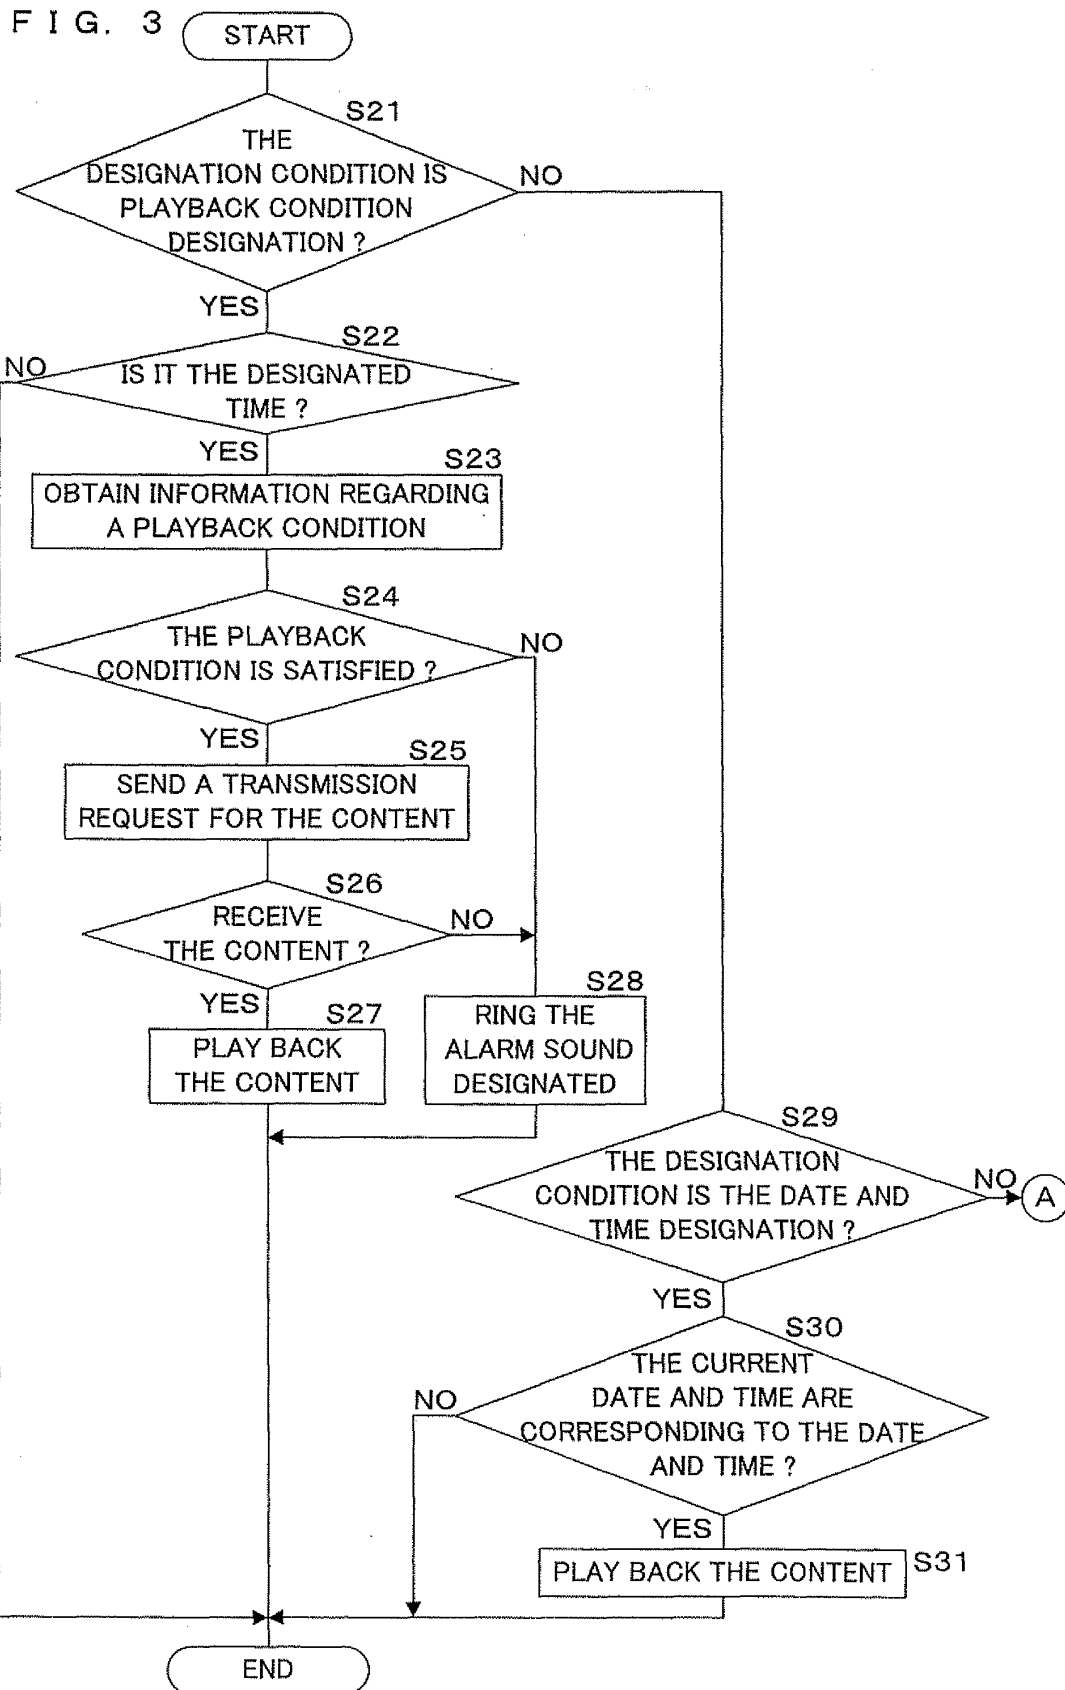 FIG. 3
START
S21
THE
DESIGNATION CONDITION IS
PLAYBACK CONDITION
DESIGNATION ?
NO
YES
S22
NO
IS IT THE DESIGNATED
TIME ?
YES
S23
OBTAIN INFORMATION REGARDING
A PLAYBACK CONDITION
S24
THE PLAYBACK
CONDITION IS SATISFIED ?
NO
YES
S25
SEND A TRANSMISSION
REQUEST FOR THE CONTENT
S26
RECEIVE
THE CONTENT ?
NO
YES
S27
PLAY BACK
THE CONTENT
S28
RING THE
ALARM SOUND
DESIGNATED
S29
THE DESIGNATION
CONDITION IS THE DATE AND
TIME DESIGNATION ?
NO
A
YES
S30
THE CURRENT
DATE AND TIME ARE
CORRESPONDING TO THE DATE
AND TIME ?
NO
YES
PLAY BACK THE CONTENT
S31
END